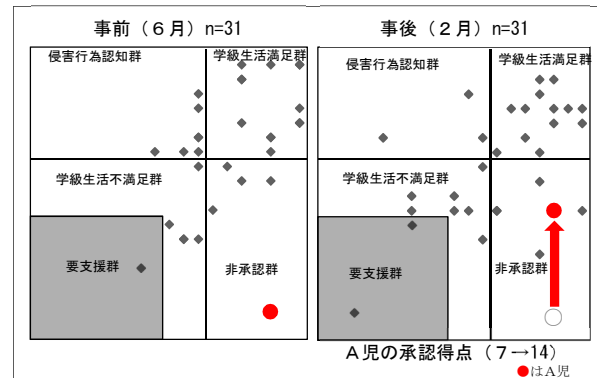 事前（６月）n=31
事後（２月）n=31
侵害行為認知群
学級生活満足群
学級生活不満足群
要支援群
非承認群
侵害行為認知群
学級生活満足群
学級生活不満足群
要支援群
非承認群
Ａ児の承認得点（７→14）
●はＡ児